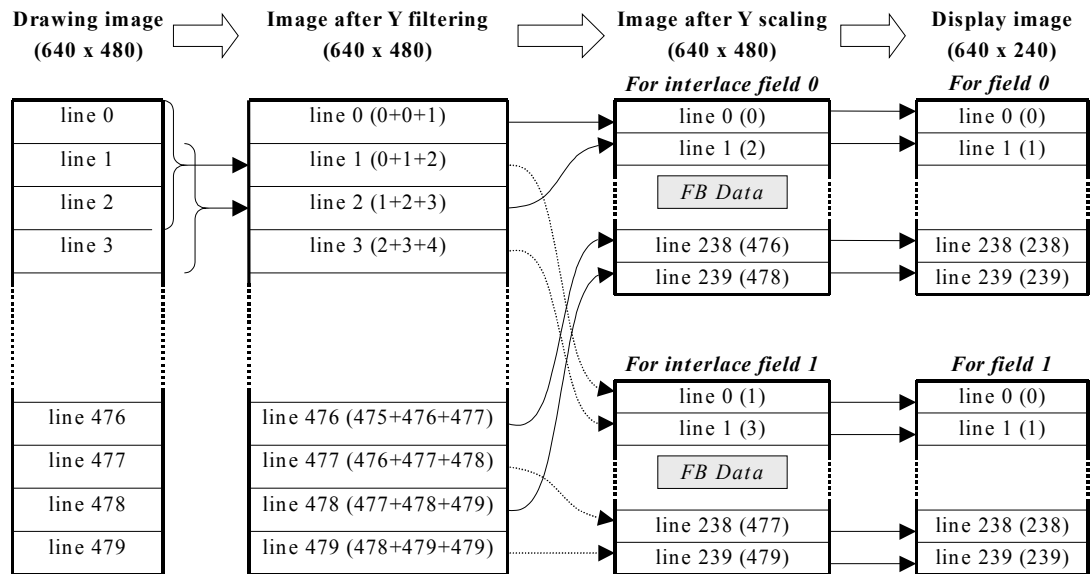 Drawing image
(640 x 480)
Image after Y filtering
(640 x 480)
Image after Y scaling
(640 x 480)
Display image
(640 x 240)
line 0
line 1
line 2
line 3
line 476
line 477
line 478
line 479
line 0 (0+0+1)
line 1 (0+1+2)
line 2 (1+2+3)
line 3 (2+3+4)
line 476 (475+476+477)
line 477 (476+477+478)
line 478 (477+478+479)
line 479 (478+479+479)
For interlace field 0
line 0 (0)
line 1 (2)
FB Data
line 238 (476)
line 239 (478)
For interlace field 1
line 0 (1)
line 1 (3)
FB Data
line 238 (477)
line 239 (479)
For field 0
line 0 (0)
line 1 (1)
line 238 (238)
line 239 (239)
For field 1
line 0 (0)
line 1 (1)
line 238 (238)
line 239 (239)